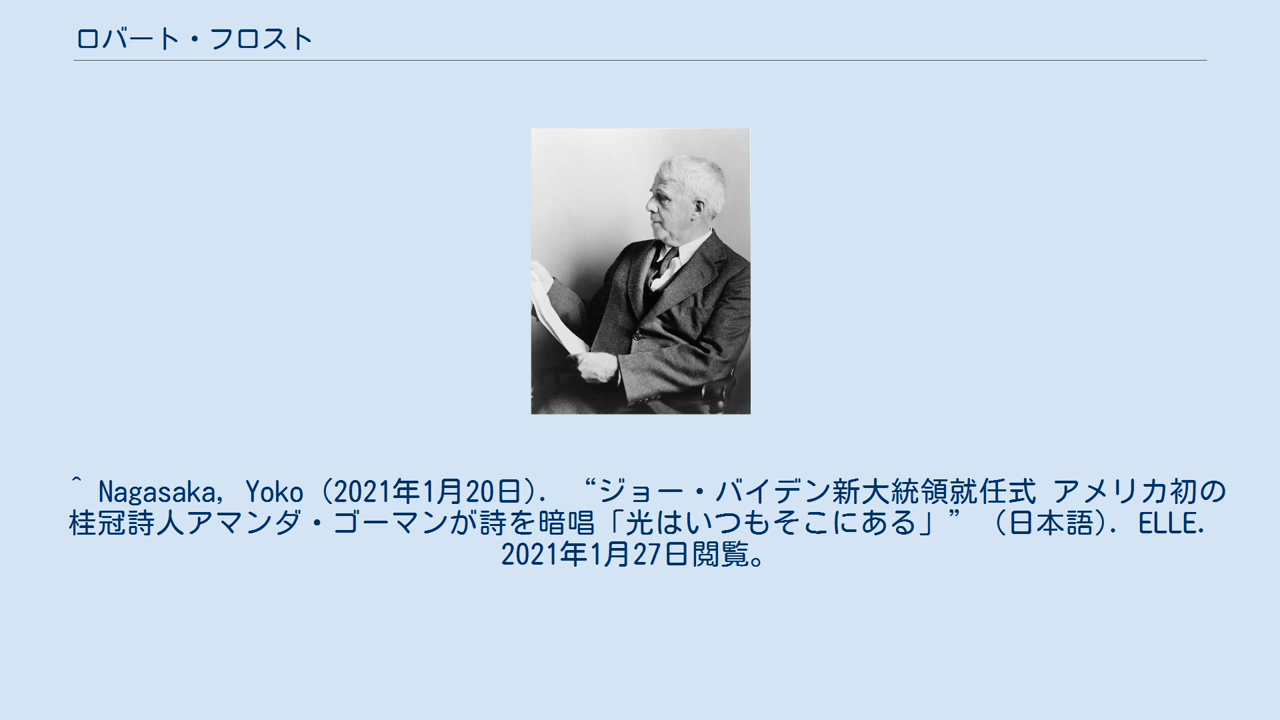 ロバート・フロスト
^ Nagasaka, Yoko (2021年1月20日). “ジョー・バイデン新大統領就任式 アメリカ初の
桂冠詩人アマンダ・ゴーマンが詩を暗唱「光はいつもそこにある」” (日本語). ELLE.
2021年1月27日閲覧。